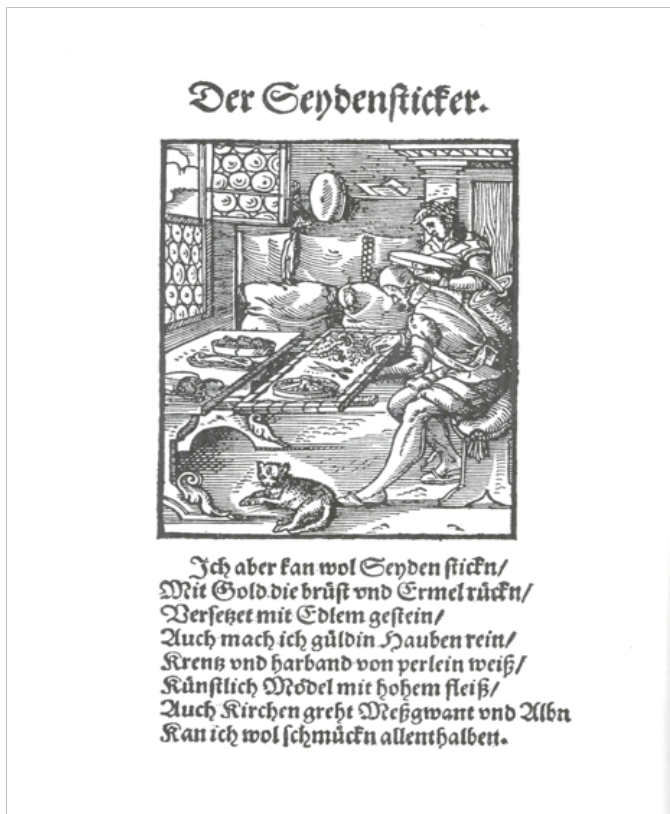 Der Seydensticker.
Ich aber kan wol Seyden stickn/
Mit Gold die brüst vnd Ermel rückn/
Versetzet mit Edlem gestein/
Auch mach ich güldin Hauben rein/
Krentz vnd harband von perlein weiß/
Künstlich Mödel mit hohem fleiß/
Auch Kirchen greht Meßgwant vnd Albn
Kan ich wol schmückn allenthalben.